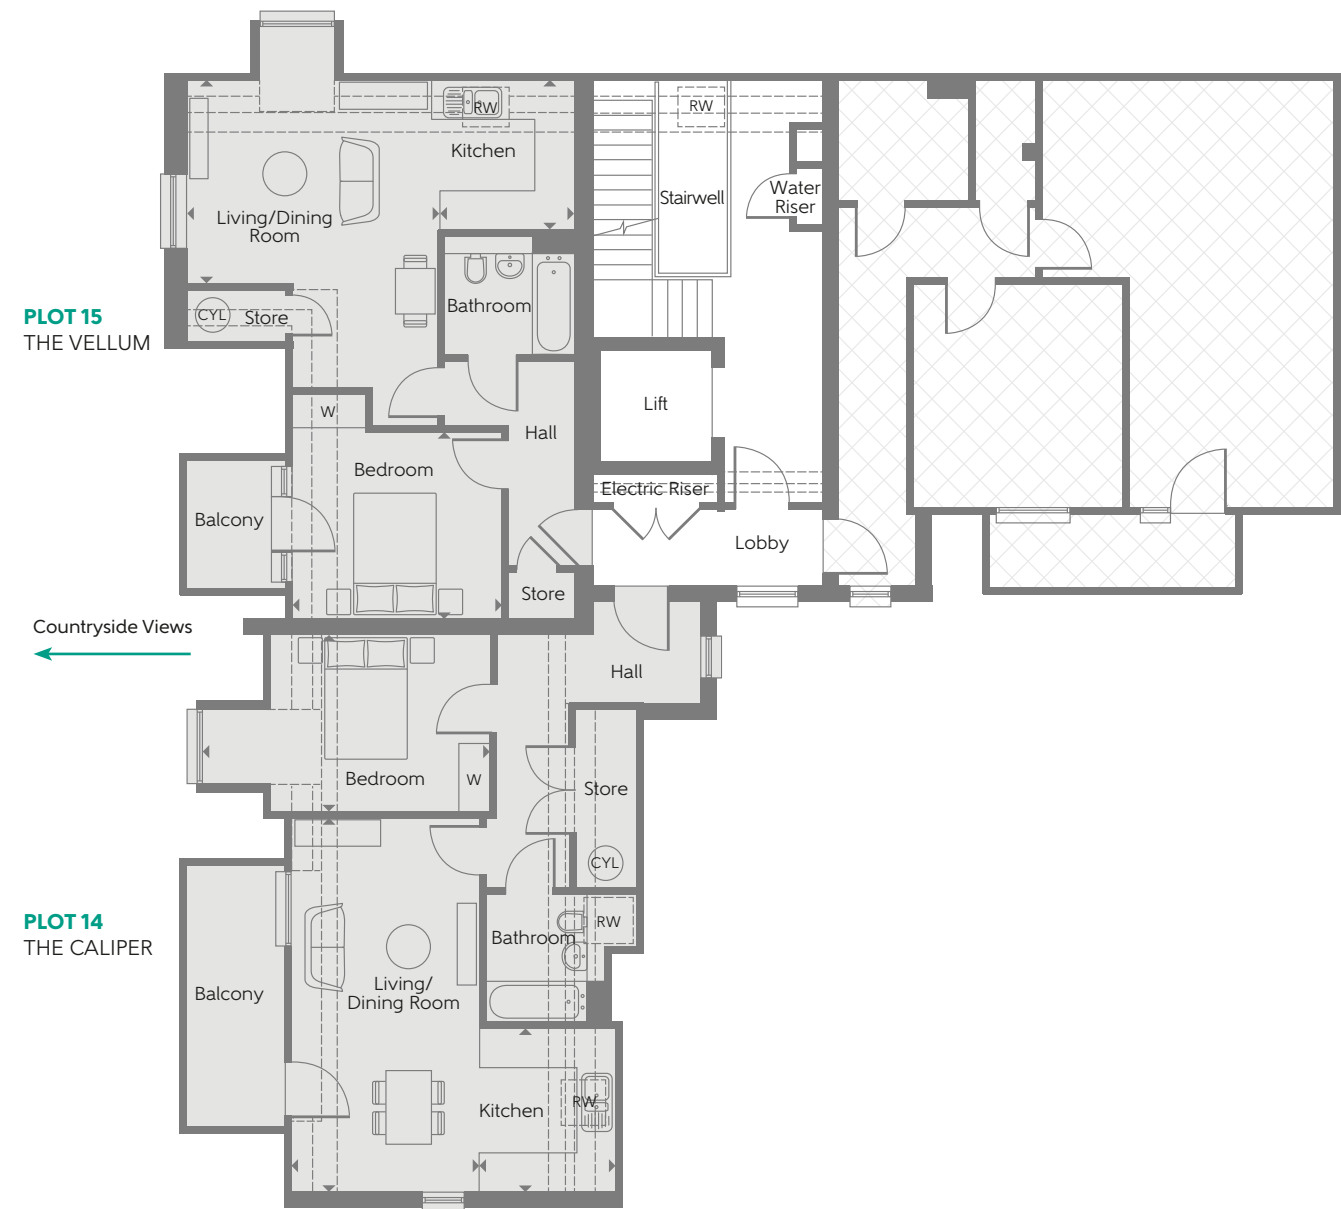 RW
RW
Kitchen
Stairwell
Water
Riser
Living/Dining
Room
Bathroom
CYL
Store
PLOT 15
THE VELLUM
W
Lift
Hall
Bedroom
Electric Riser
Balcony
Lobby
Store
Countryside Views
Hall
Bedroom
W
Store
CYL
PLOT 14
THE CALIPER
RW
Bathroom
Living/
Dining Room
Balcony
RW
Kitchen